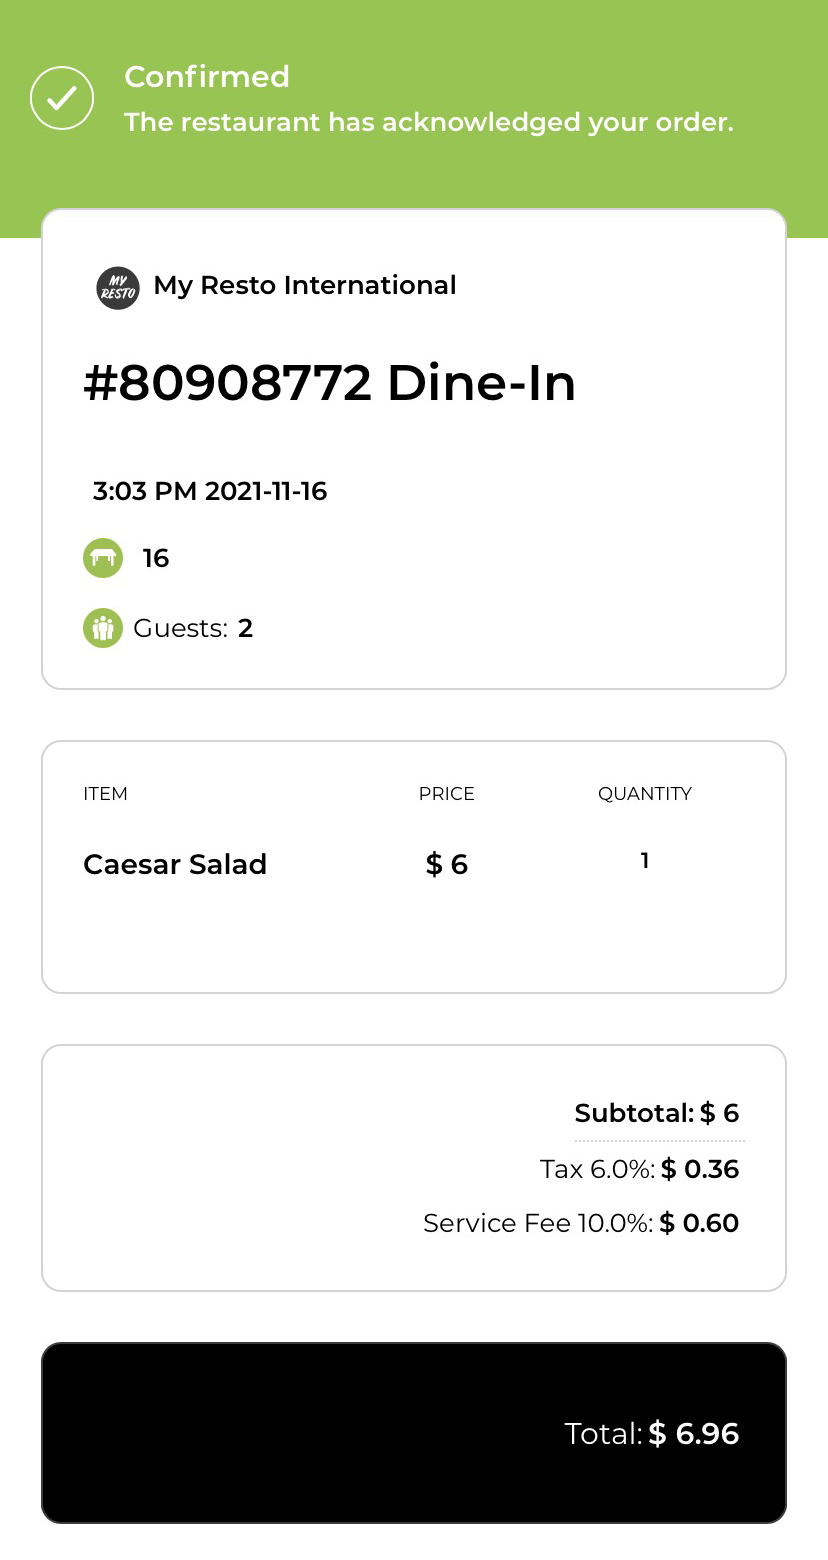 Confirmed
The restaurant has acknowledged your order.
MY
RESTO
My Resto International
#80908772 Dine-In
3:03 PM 2021-11-16
16
Guests: 2
ITEM PRICE QUANTITY
Caesar Salad $ 6 1
Subtotal: $ 6
Tax 6.0%: $ 0.36
Service Fee 10.0%: $ 0.60
Total: $ 6.96